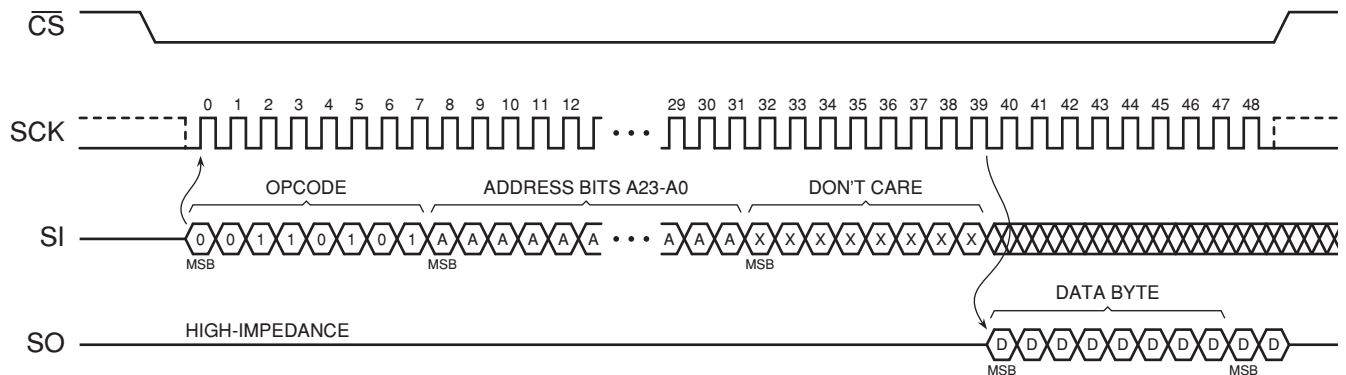 CS
0 1 2 3 4 5 6 7 8 9 10 11 12 29 30 31 32 33 34 35 36 37 38 39 40 41 42 43 44 45 46 47 48
SCK
OPCODE ADDRESS BITS A23-A0 DON'T CARE
SI 0 0 1 1 0 1 0 1 A A A A A A A A A X X X X X X X X
MSB MSB MSB
DATA BYTE
HIGH-IMPEDANCE
SO D D D D D D D D D D
MSB MSB